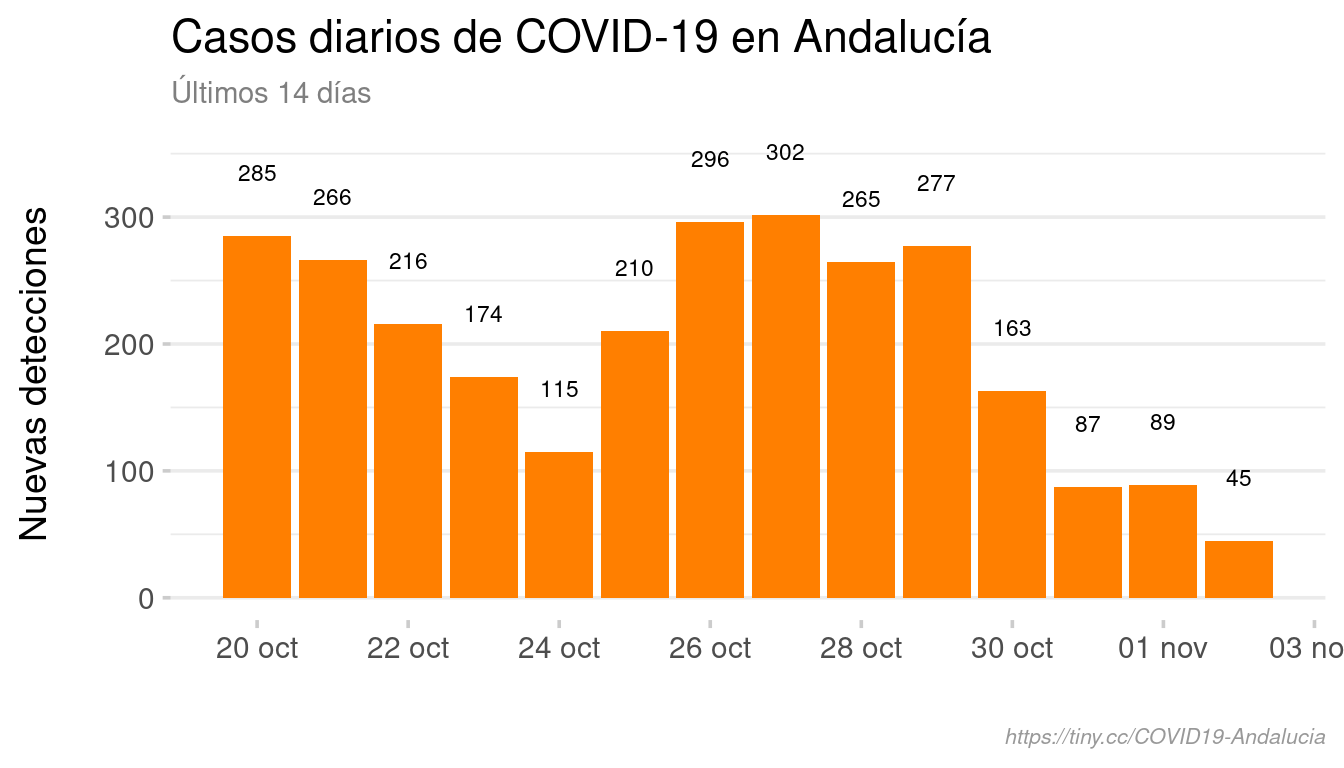 Casos diarios de COVID-19 en Andalucía
Últimos 14 días
Nuevas detecciones
300
200
100
0
285
266
216
174
115
210
296
302
265
277
163
87
89
45
20 oct
22 oct
24 oct
26 oct
28 oct
30 oct
01 nov
03 no
https://tiny.cc/COVID19-Andalucia